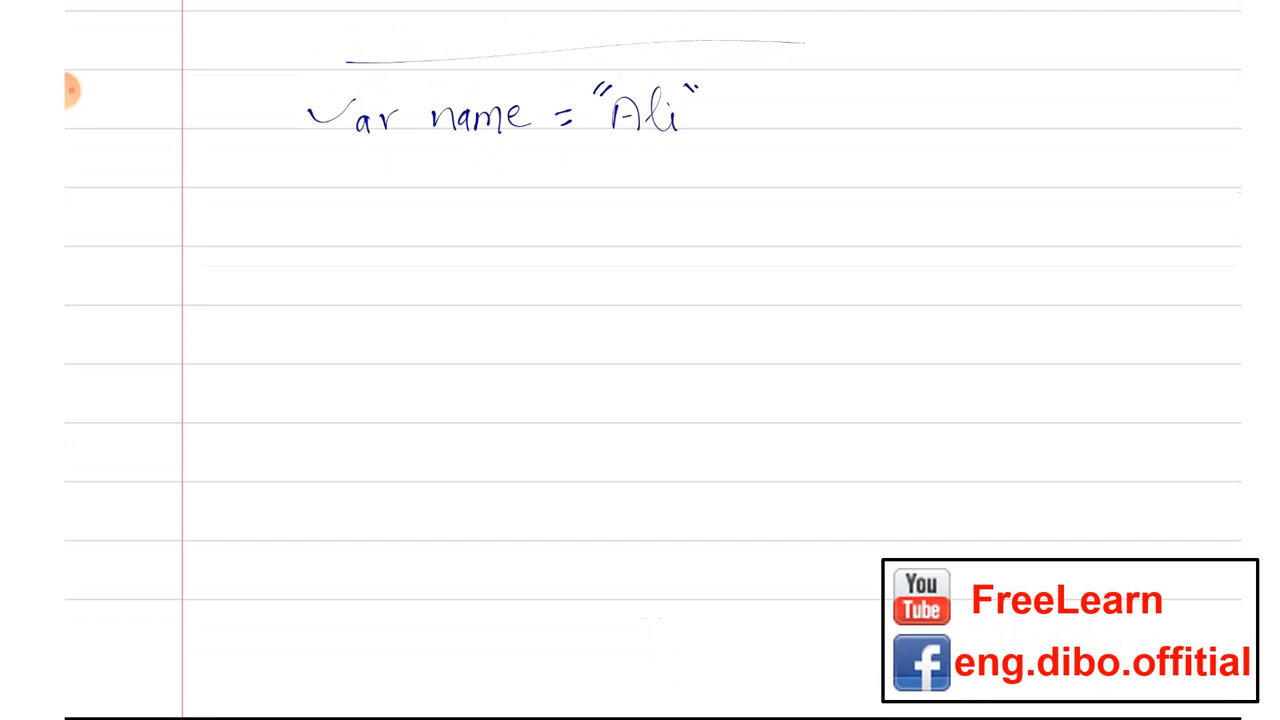 Var name = "Ali"
You
Tube
FreeLearn
f
eng.dibo.offitial